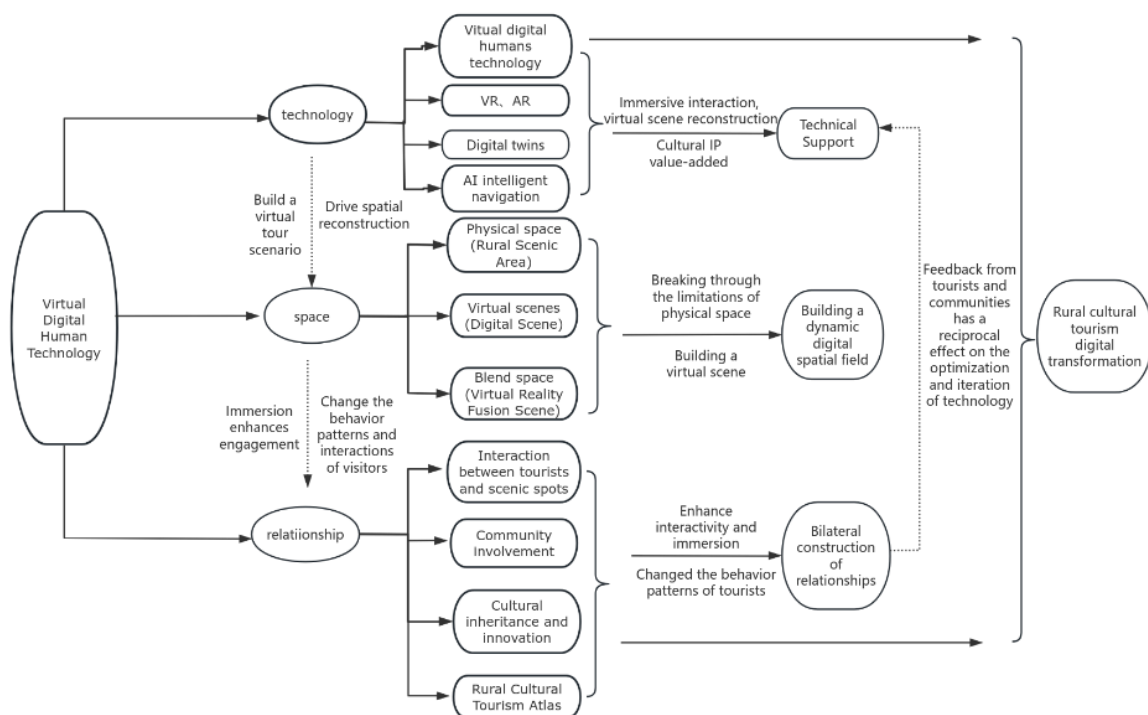 Vitual digital
humans
technology
technology
VR、AR
Digital twins
AI intelligent
navigation
Immersive interaction,
virtual scene reconstruction
Cultural IP
value-added
Technical
Support
Build a
virtual
tour
scenario
Drive spatial
reconstruction
Virtual
Digital
Human
Technology
space
Physical space
(Rural Scenic
Area)
Virtual scenes
(Digital Scene)
Blend space
(Virtual Reality
Fusion Scene)
Breaking through
the limitations of
physical space
Building a
virtual scene
Building a
dynamic
digital
spatial field
Feedback from
tourists and
communities
has a
reciprocal
effect on the
optimization
and iteration
of technology
Rural cultural
tourism
digital
transformation
Immersion
enhances
engagement
Change the
behavior
patterns and
interactions
of visitors
relatiionship
Interaction
between tourists
and scenic spots
Community
involvement
Cultural
inheritance and
innovation
Rural Cultural
Tourism Atlas
Enhance
interactivity and
immersion
Changed the behavior
patterns of tourists
Bilateral
construction
of
relationships